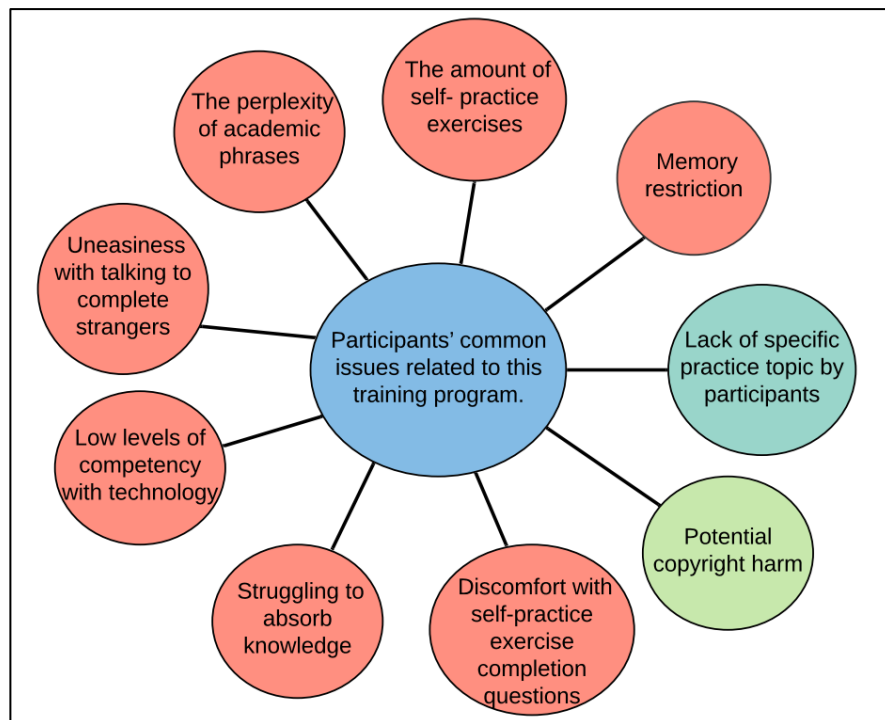 The amount of
self- practice
exercises
The perplexity
of academic
phrases
Memory
restriction
Uneasiness
with talking to
complete
strangers
Participants’ common
issues related to this
training program.
Lack of specific
practice topic by
participants
Low levels of
competency
with technology
Potential
copyright harm
Struggling to
absorb
knowledge
Discomfort with
self-practice
exercise
completion
questions